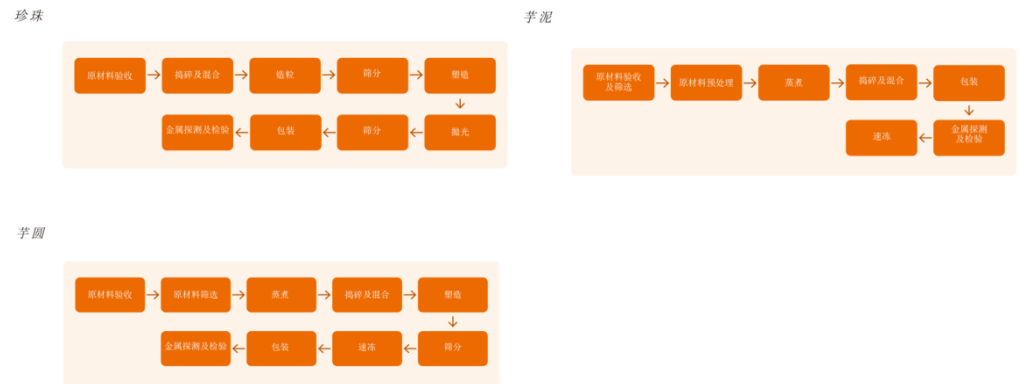 珍珠
原材料验收
捣碎及混合
造粒
筛分
塑造
抛光
筛分
包装
金属探测及检验
芋泥
原材料验收
及筛选
原材料预处理
蒸煮
捣碎及混合
包装
金属探测
及检验
速冻
芋圆
原材料验收
原材料筛选
蒸煮
捣碎及混合
塑造
筛分
速冻
包装
金属探测及检验